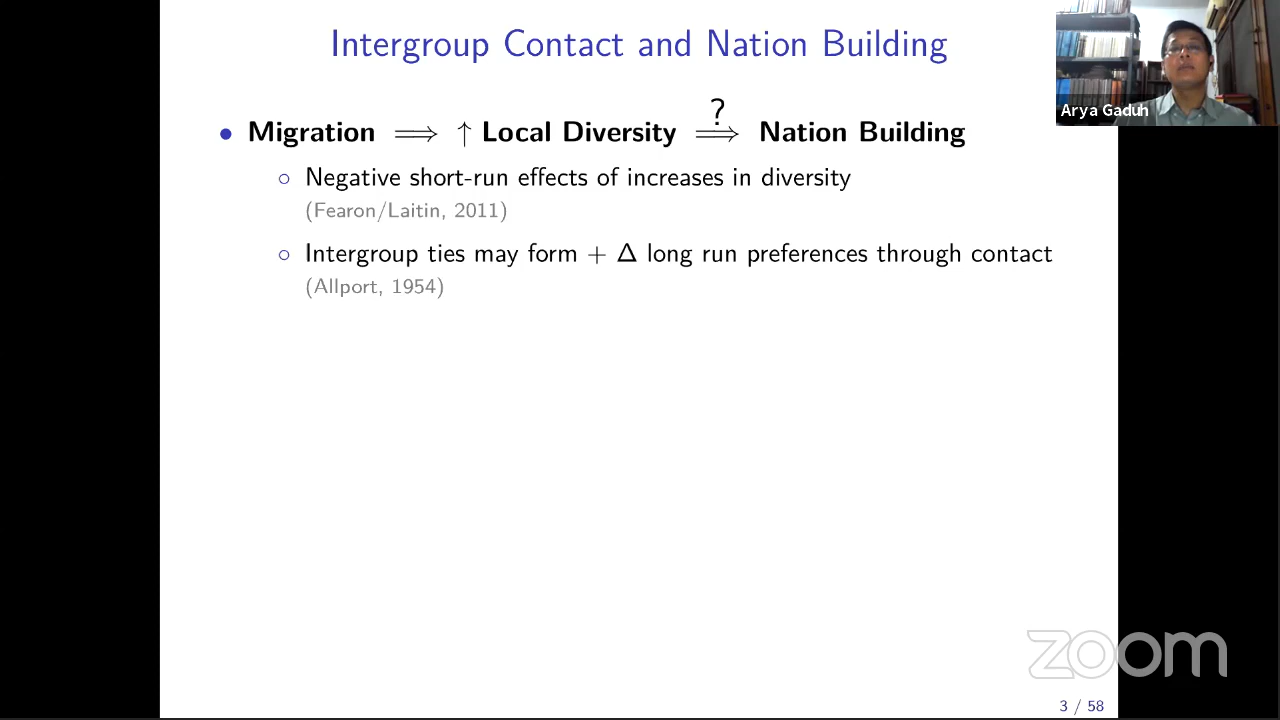 Intergroup Contact and Nation Building
Arya Gaduh
• Migration ⟹ ↑ Local Diversity ?⟹ Nation Building
○ Negative short-run effects of increases in diversity
(Fearon/Laitin, 2011)
○ Intergroup ties may form + Δ long run preferences through contact
(Allport, 1954)
zoom
3 / 58